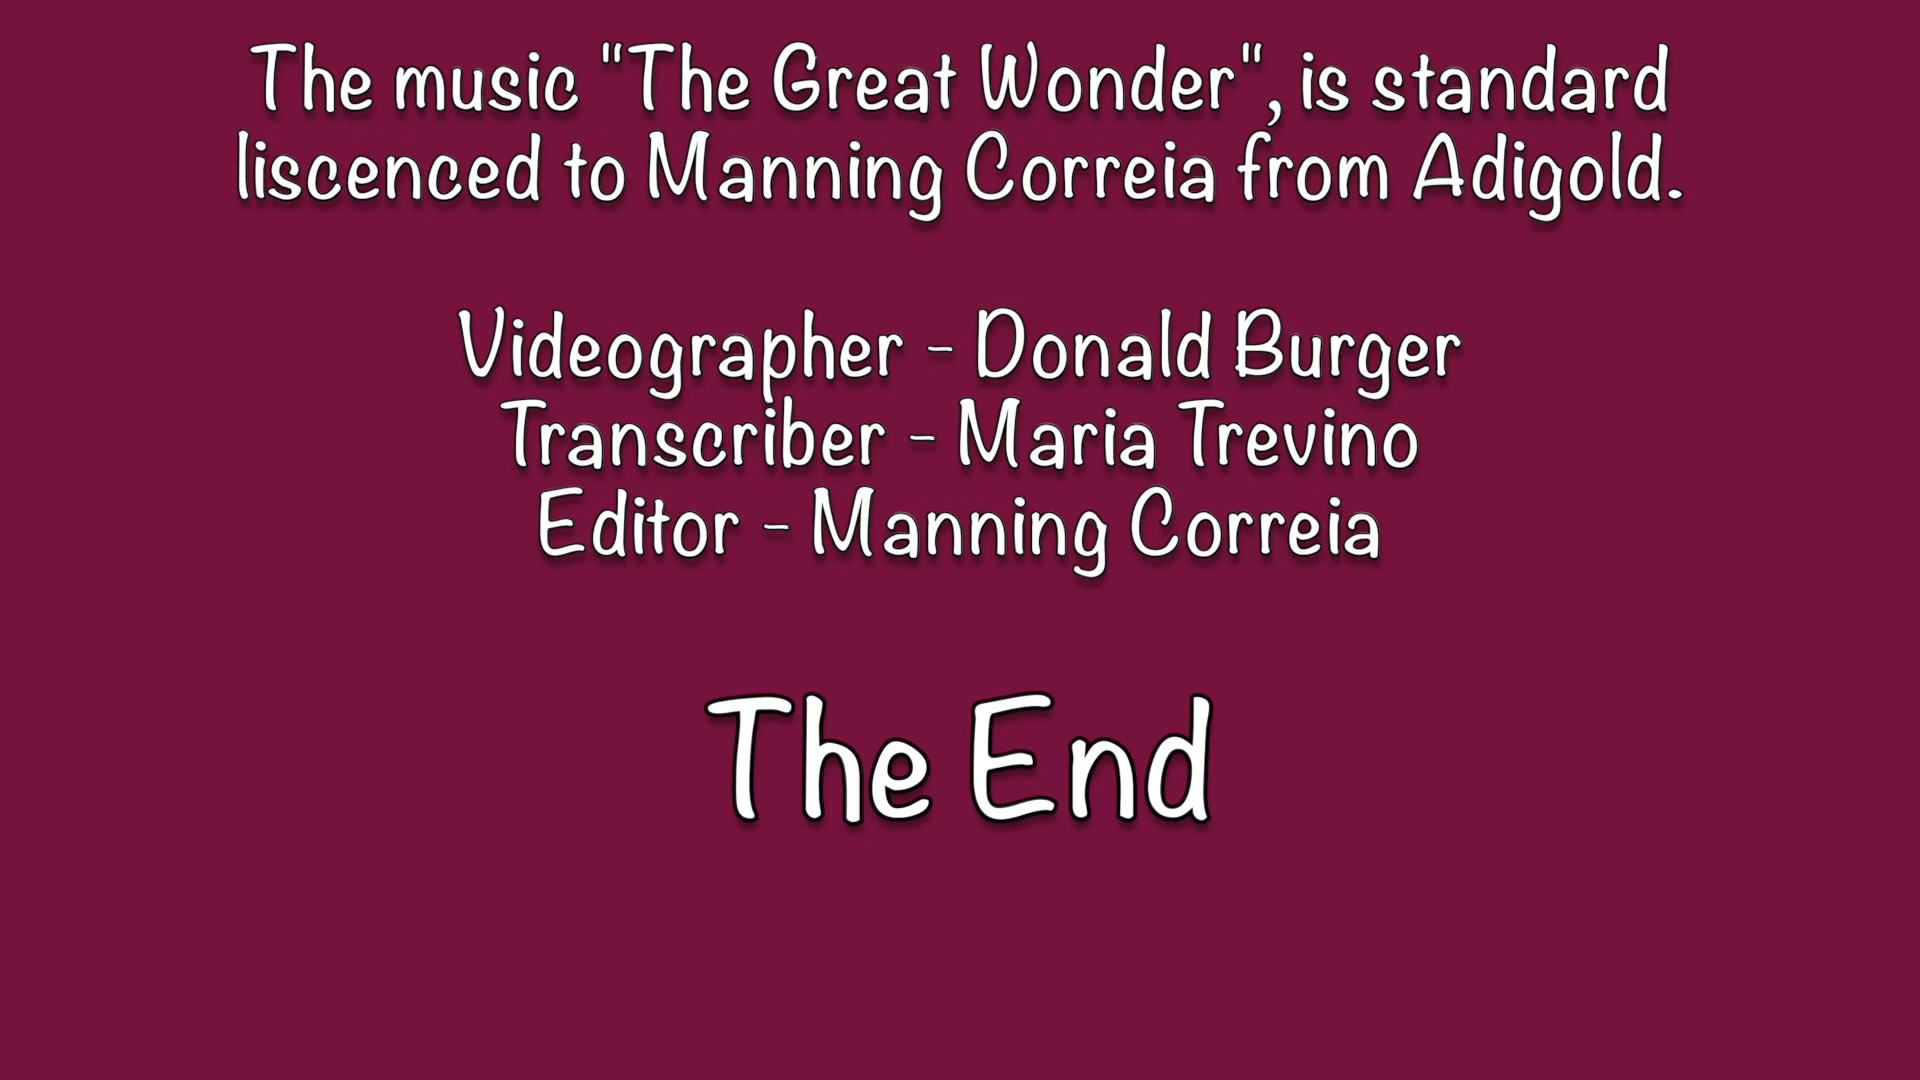 The music "The Great Wonder", is standard
liscenced to Manning Correia from Adigold.
Videographer - Donald Burger
Transcriber - Maria Trevino
Editor - Manning Correia
The End